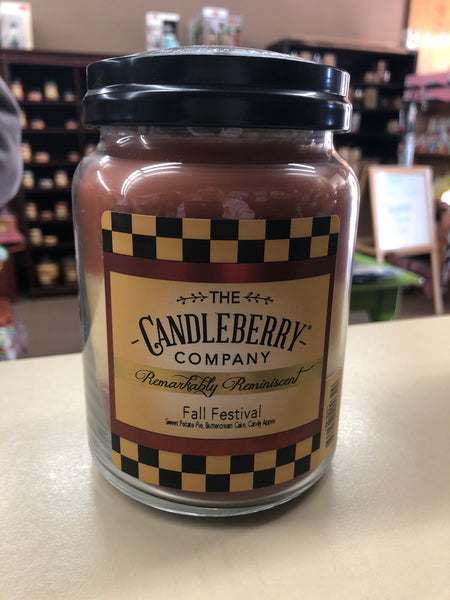 THE
CANDLEBERRY®
COMPANY
Remarkably Reminiscent
Fall Festival
Sweet Potato Pie, Buttercream Cake, Candy Apple